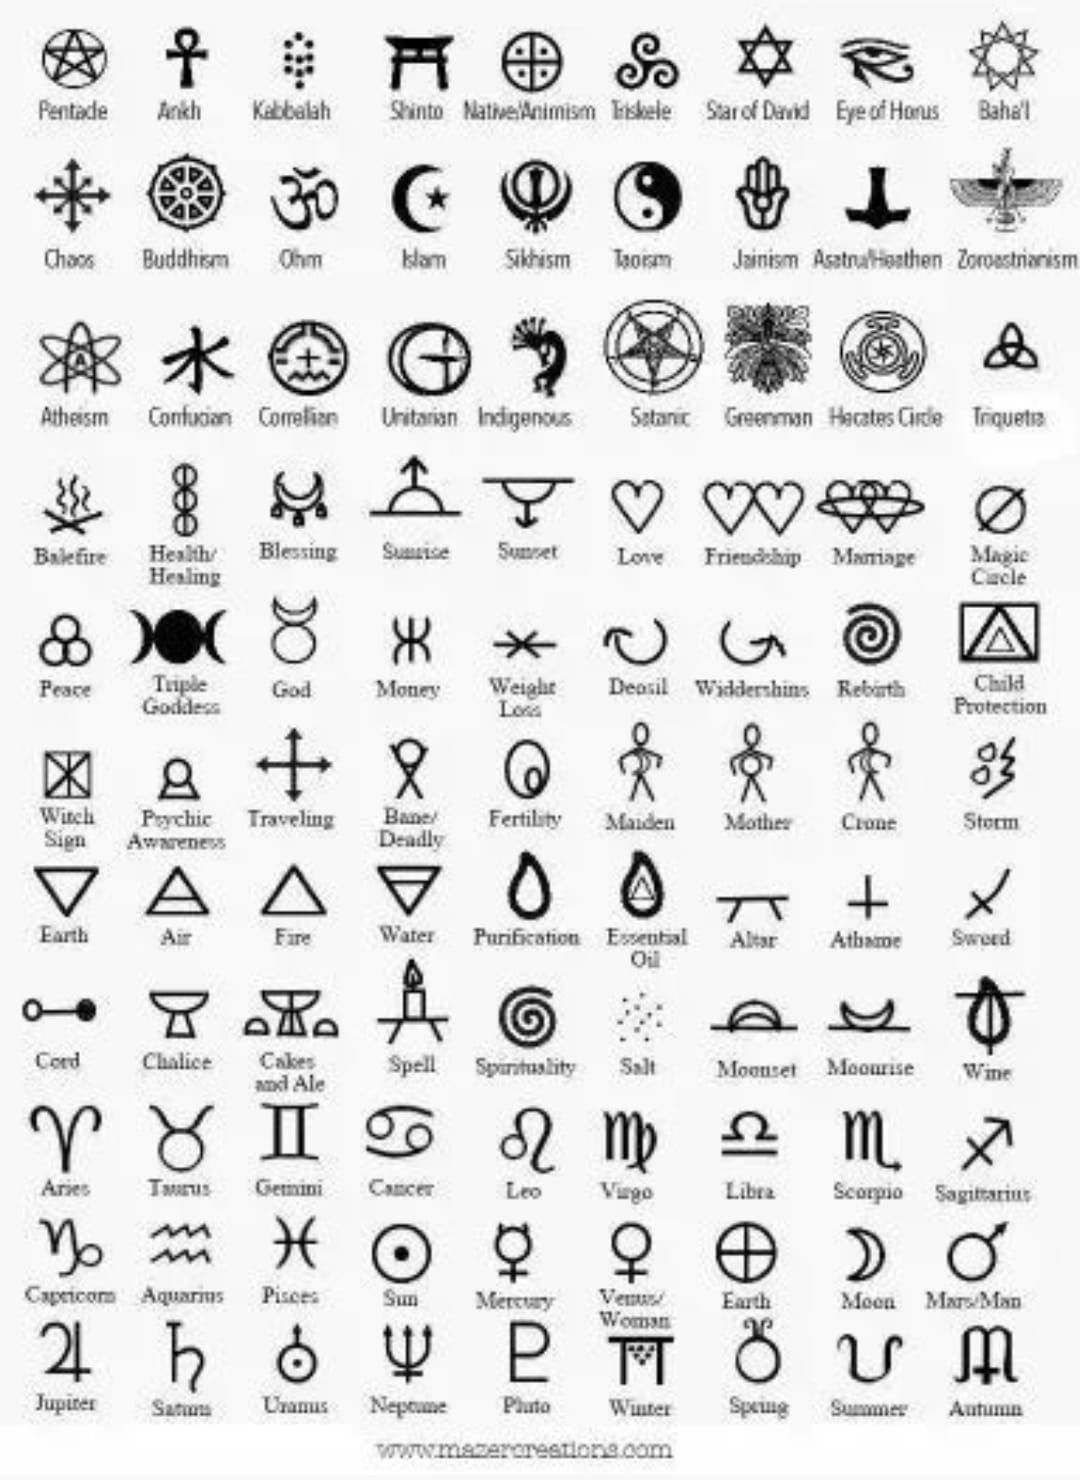 Pentacle Ankh Kabbalah Shinto Native/Animism Triskele Star of David Eye of Horus Baha'I
Chaos Buddhism Ohm Islam Sikhism Taoism Jainism Asatru/Heathen Zoroastrianism
A
Atheism Confucian Correllian Unitarian Indigenous Satanic Greenman Hecates Circle Triquetra
Balefire Health/ Blessing Sunrise Sunset Love Friendship Marriage Magic
Healing Circle
Peace Triple God Money Weight Deosil Widdershins Rebirth Child
Goddess Loss Protection
Witch Psychic Traveling Bane/ Fertility Maiden Mother Crone Storm
Sign Awareness Deadly
Earth Air Fire Water Purification Essential Altar Athame Sword
Oil
Cord Chalice Cakes Spell Spirituality Salt Moonset Moonrise Wine
and Ale
Aries Taurus Gemini Cancer Leo Virgo Libra Scorpio Sagittarius
Capricorn Aquarius Pisces Sun Mercury Venus/ Earth Moon Mars/Man
Woman
Jupiter Saturn Uranus Neptune Pluto Winter Spring Summer Autumn
www.mazercreations.com